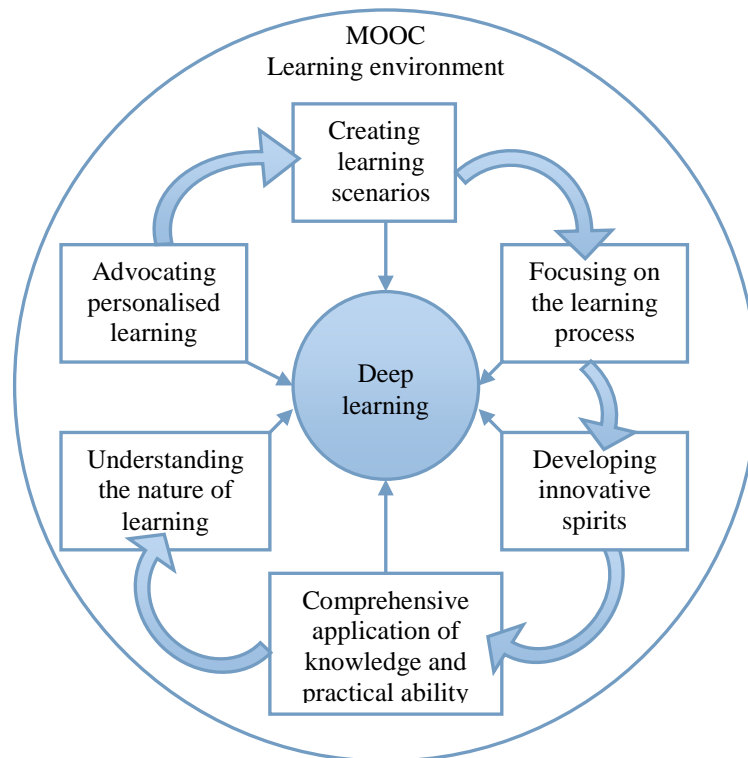 MOOC
Learning environment
Creating
learning
scenarios
Advocating
personalised
learning
Focusing on
the learning
process
Deep
learning
Understanding
the nature of
learning
Developing
innovative
spirits
Comprehensive
application of
knowledge and
practical ability